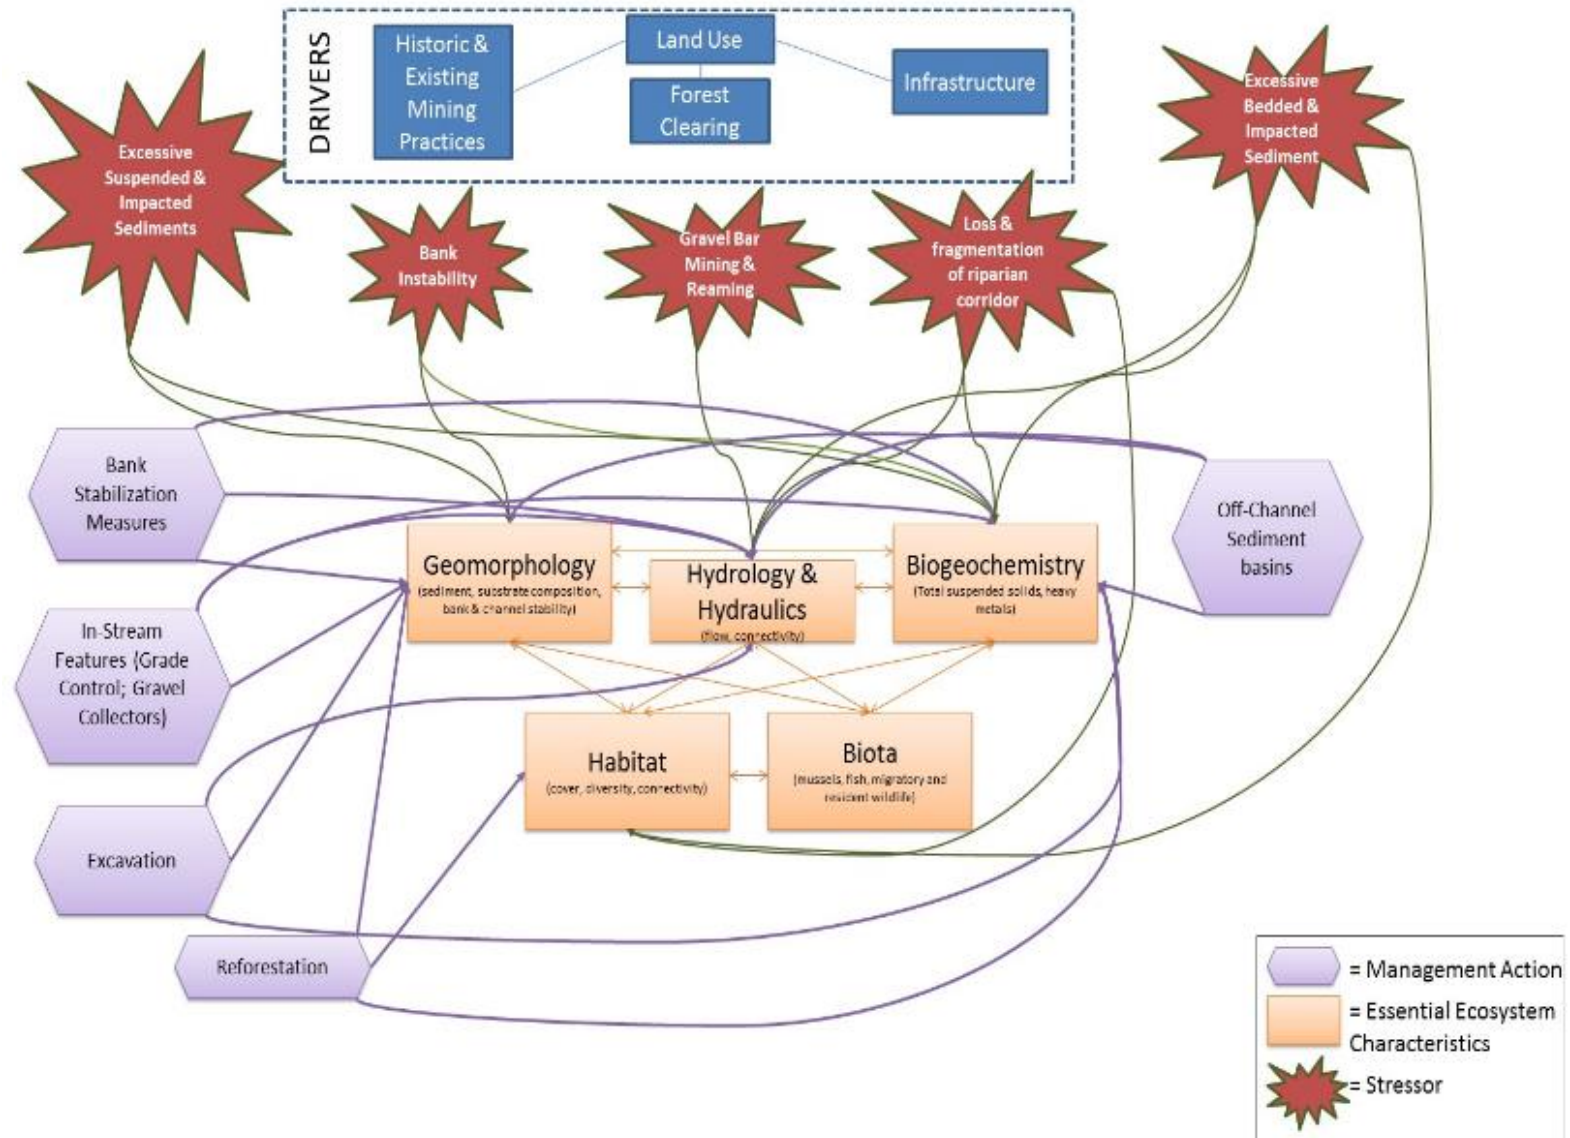 DRIVERS
Historic &
Existing
Mining
Practices
Land Use
Forest
Clearing
Infrastructure
Excessive
Suspended &
Impacted
Sediments
Bank
Instability
Gravel Bar
Mining &
Reaming
Loss &
fragmentation
of riparian
corridor
Excessive
Bedded &
Impacted
Sediment
Bank
Stabilization
Measures
In-Stream
Features (Grade
Control; Gravel
Collectors)
Excavation
Reforestation
Off-Channel
Sediment
basins
Geomorphology
(sediment, substrate composition,
bank & channel stability)
Hydrology &
Hydraulics
(flow, connectivity)
Biogeochemistry
(Total suspended solids, heavy
metals)
Habitat
(cover, diversity, connectivity)
Biota
(mussels, fish, migratory and
resident wildlife)
= Management Action
= Essential Ecosystem
Characteristics
= Stressor